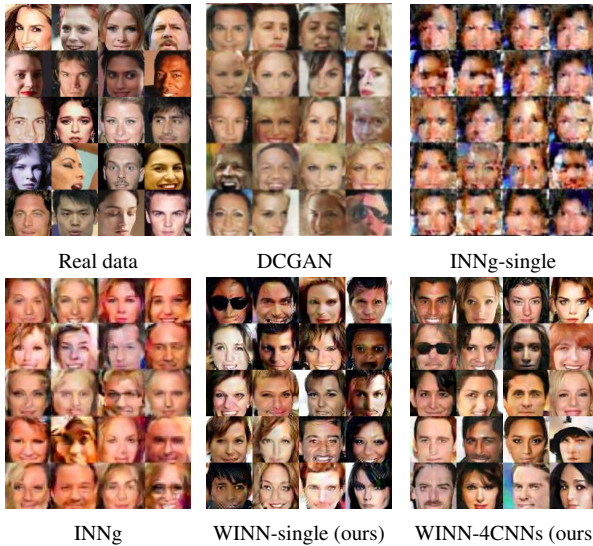 Real data
DCGAN
INNg-single
INNg
WINN-single (ours)
WINN-4CNNs (ours